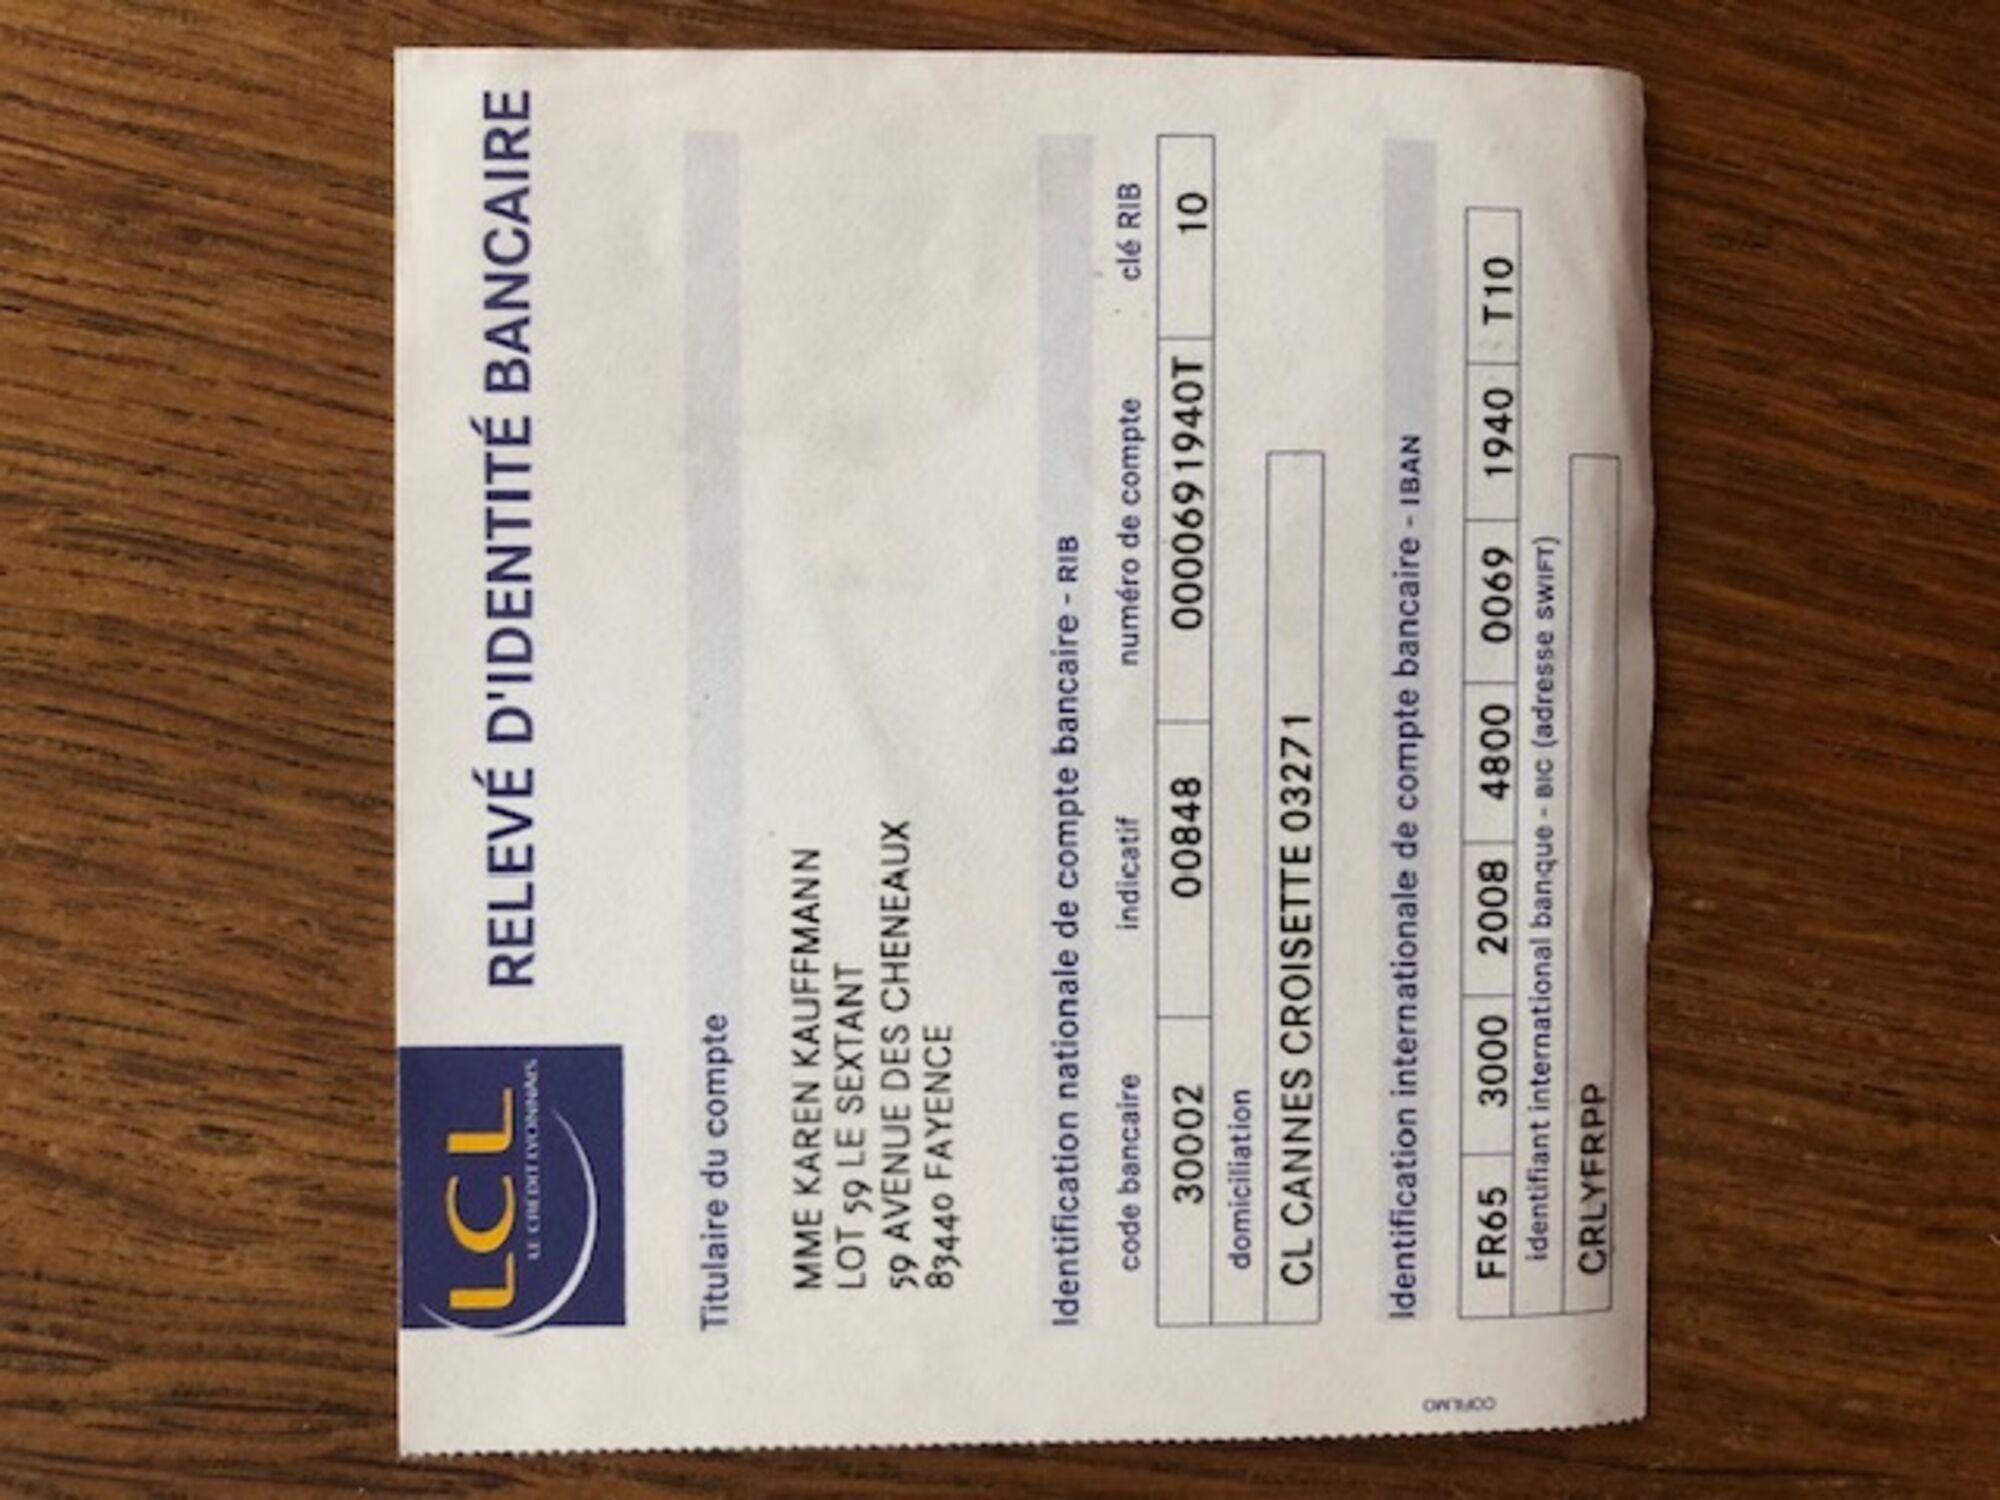 LCL
LE CREDIT LYONNAIS
RELEVÉ D'IDENTITÉ BANCAIRE
Titulaire du compte
MME KAREN KAUFFMANN
LOT 59 LE SEXTANT
59 AVENUE DES CHENEAUX
83440 FAYENCE
Identification nationale de compte bancaire - RIB
code bancaire indicatif numéro de compte clé RIB
30002 00848 0000691940T 10
domiciliation
CL CANNES CROISETTE 03271
Identification internationale de compte bancaire - IBAN
FR65 3000 2008 4800 0069 1940 T10
identifiant international banque - BIC (adresse SWIFT)
CRLYFRPP
COFILMO